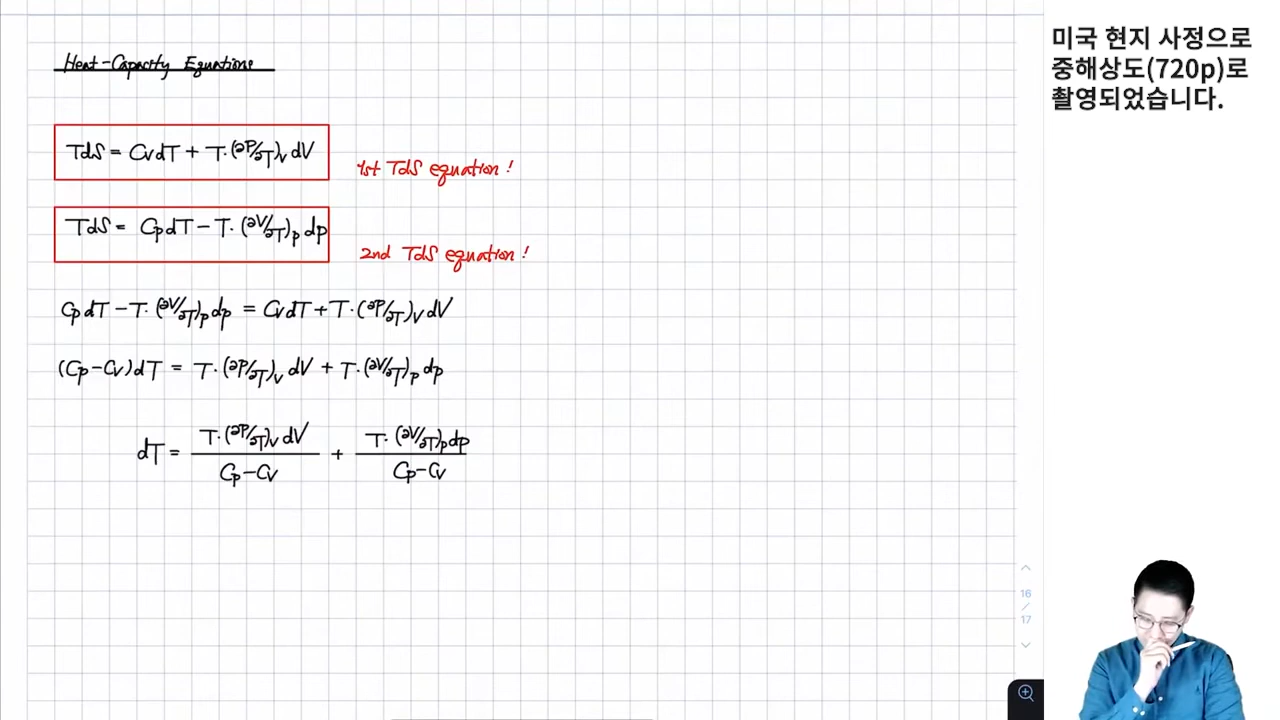 Heat-Capacity Equations
TdS = CvdT + T·(∂P/∂T)v dV
1st TdS equation!
TdS = CpdT − T·(∂V/∂T)p dp
2nd TdS equation!
CpdT − T·(∂V/∂T)p dp = CvdT + T·(∂P/∂T)v dV
(Cp−Cv)dT = T·(∂P/∂T)v dV + T·(∂V/∂T)p dp
dT = T·(∂P/∂T)v dV / Cp−Cv + T·(∂V/∂T)p dp / Cp−Cv
미국 현지 사정으로
중해상도(720p)로
촬영되었습니다.
16
/
17